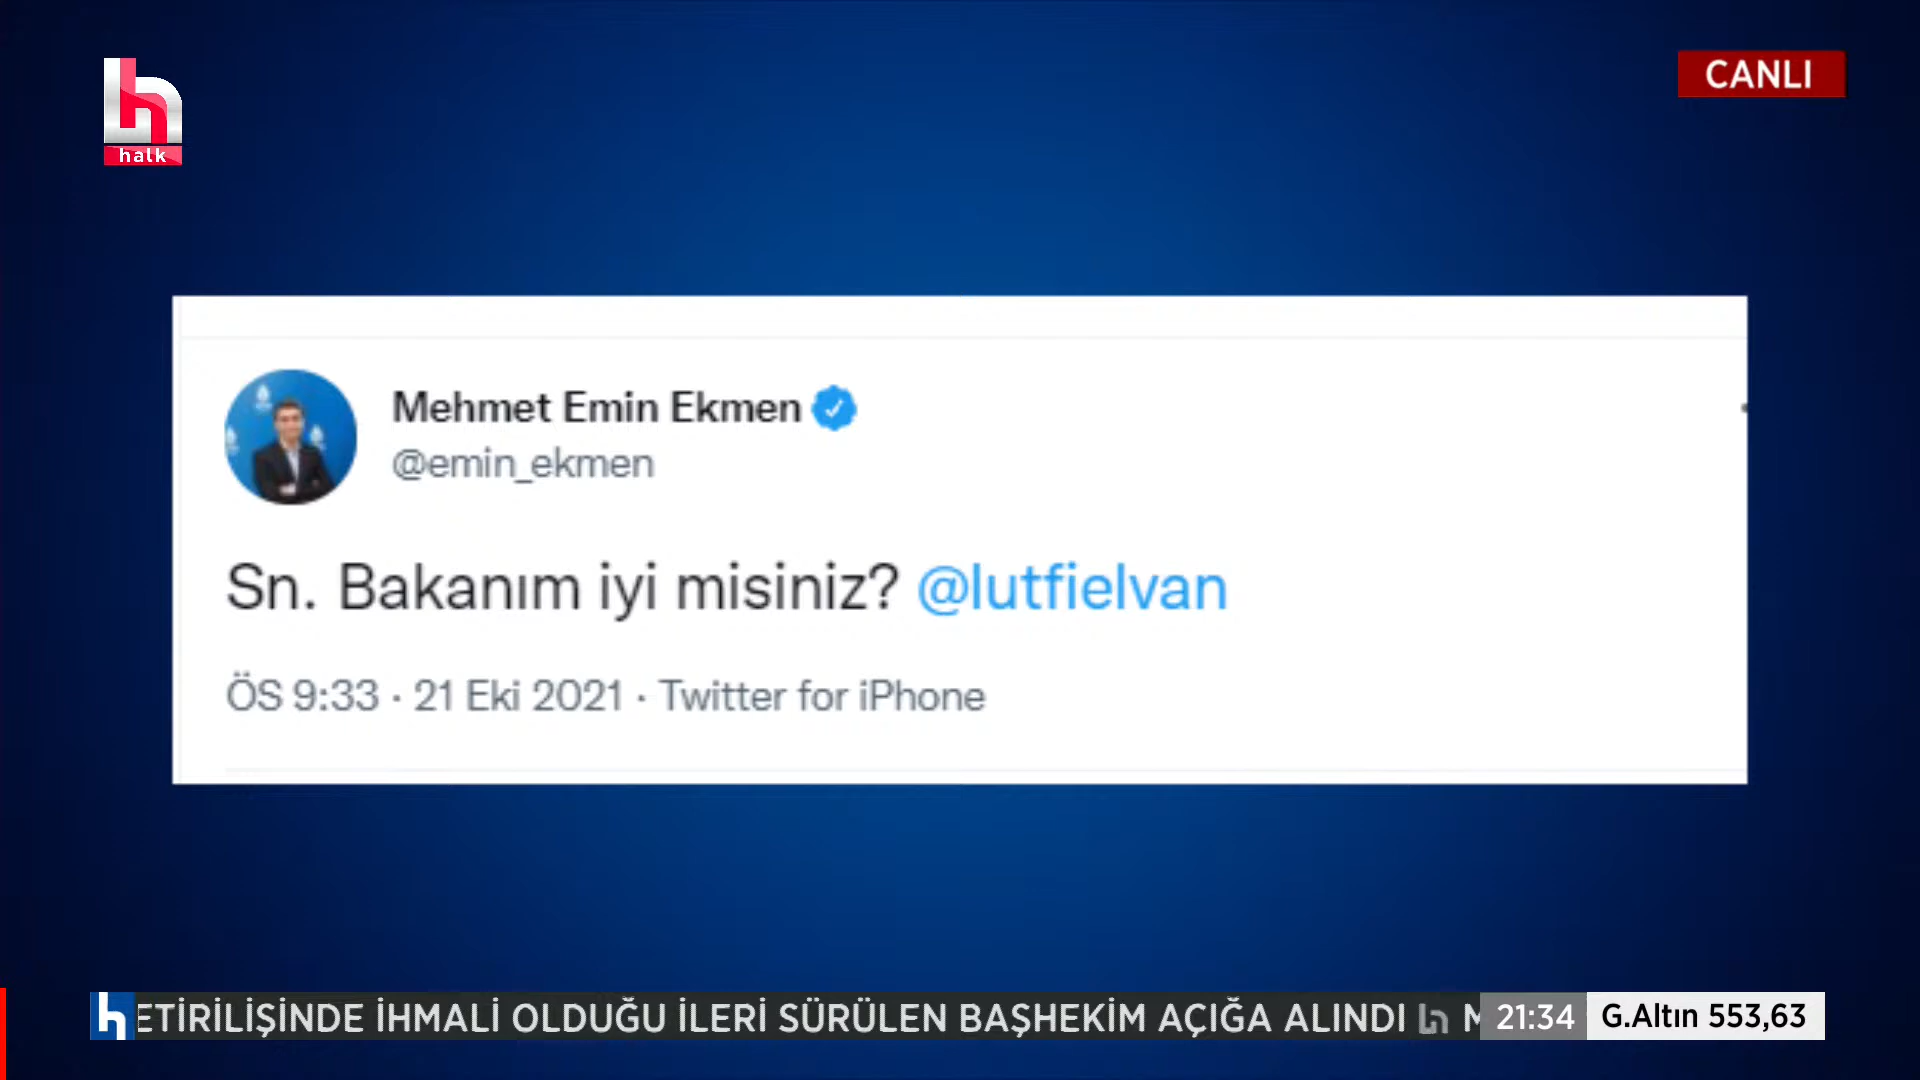 halk
CANLI
Mehmet Emin Ekmen
@emin_ekmen
Sn. Bakanım iyi misiniz? @lutfielvan
ÖS 9:33 · 21 Eki 2021 · Twitter for iPhone
ETİRİLİŞİNDE İHMALİ OLDUĞU İLERİ SÜRÜLEN BAŞHEKİM AÇIĞA ALINDI
21:34
G.Altın 553,63